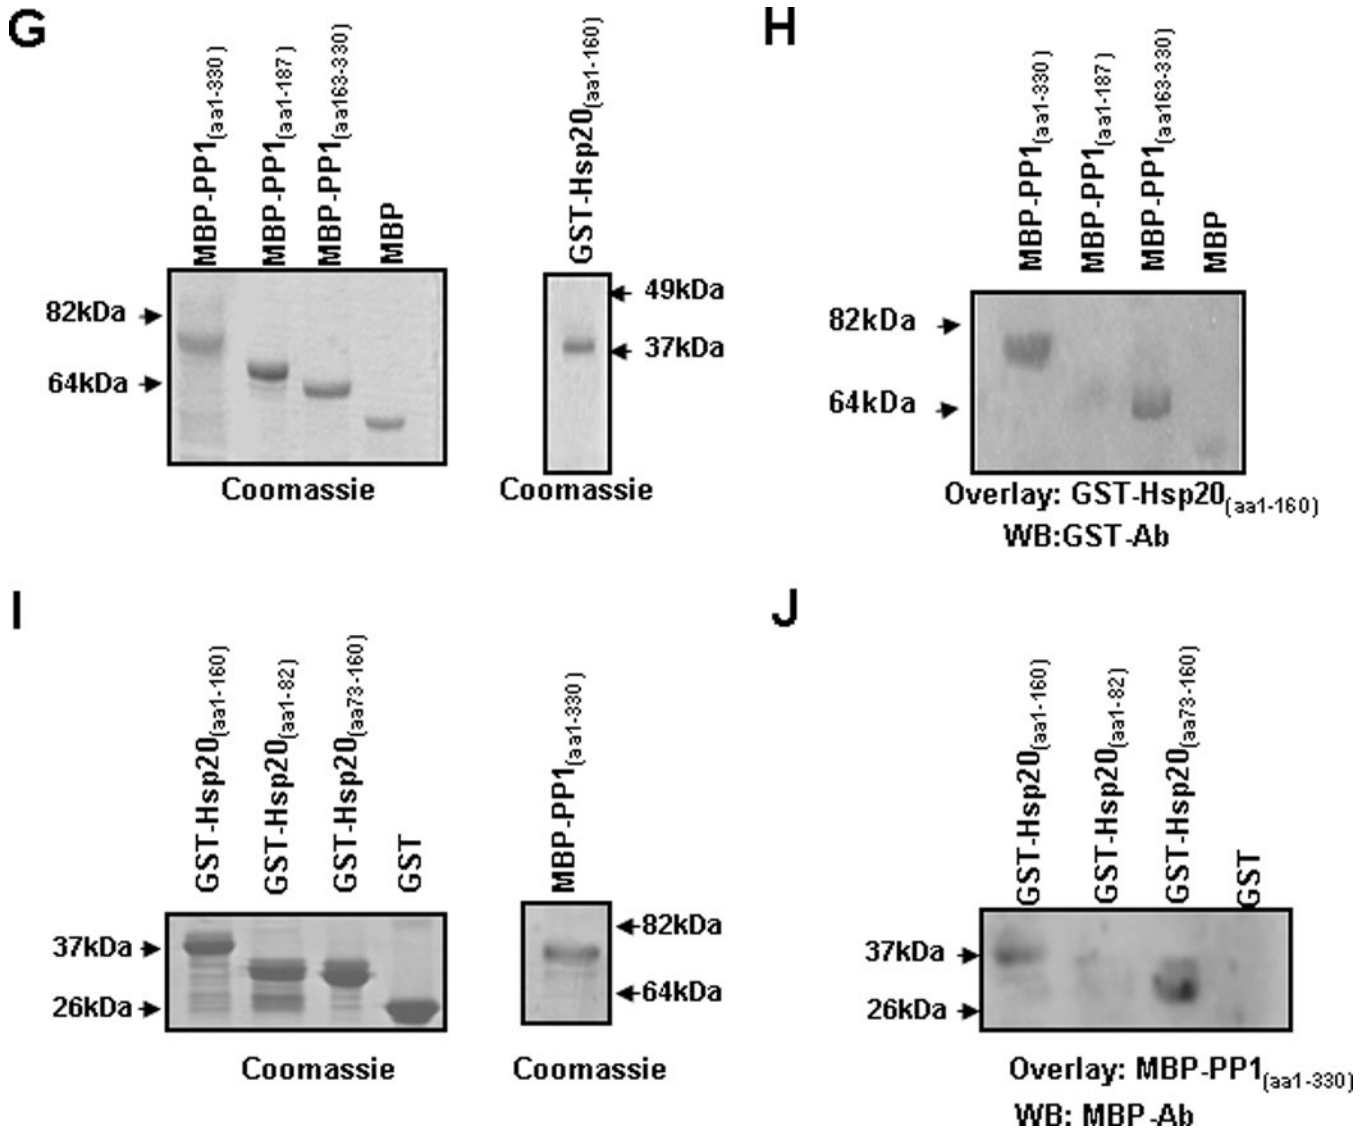 G
MBP-PP1(aa1-330)
MBP-PP1(aa1-187)
MBP-PP1(aa163-330)
MBP
82kDa
64kDa
Coomassie
GST-Hsp20(aa1-160)
49kDa
37kDa
Coomassie
H
MBP-PP1(aa1-330)
MBP-PP1(aa1-187)
MBP-PP1(aa163-330)
MBP
82kDa
64kDa
Overlay: GST-Hsp20(aa1-160)
WB:GST-Ab
I
GST-Hsp20(aa1-160)
GST-Hsp20(aa1-82)
GST-Hsp20(aa73-160)
GST
37kDa
26kDa
Coomassie
MBP-PP1(aa1-330)
82kDa
64kDa
Coomassie
J
GST-Hsp20(aa1-160)
GST-Hsp20(aa1-82)
GST-Hsp20(aa73-160)
GST
37kDa
26kDa
Overlay: MBP-PP1(aa1-330)
WB: MBP-Ab